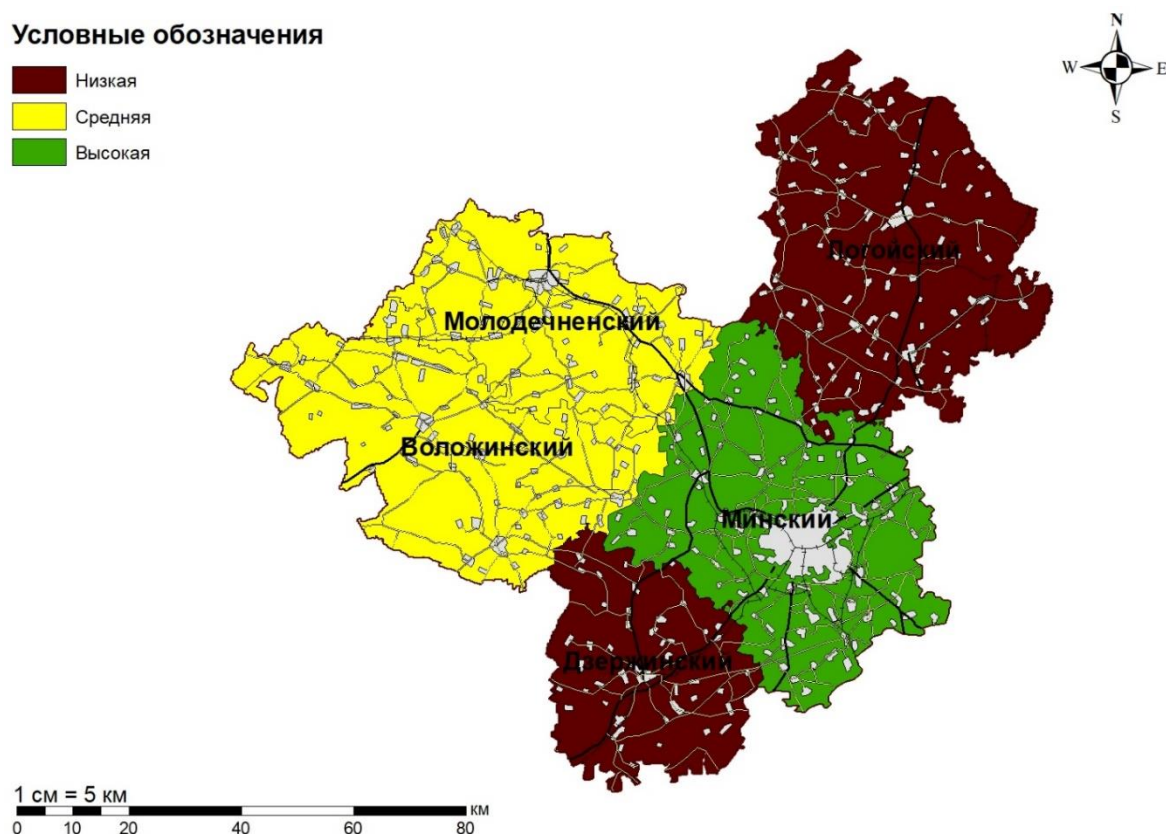 Условные обозначения
Низкая
Средняя
Высокая
N
W
E
S
Логойский
Молодечненский
Воложинский
Минский
Дзержинский
1 см = 5 км
км
0 10 20 40 60 80